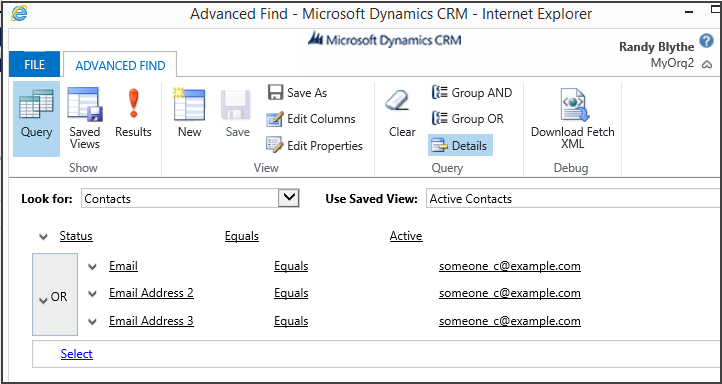 Advanced Find - Microsoft Dynamics CRM - Internet Explorer
Microsoft Dynamics CRM
Randy Blythe
MyOrq2
FILE
ADVANCED FIND
Query
Saved Views
Results
New
Save
Save As
Edit Columns
Edit Properties
Clear
Group AND
Group OR
Details
Download Fetch XML
Show
View
Query
Debug
Look for: Contacts
Use Saved View: Active Contacts
Status Equals Active
OR
Email Equals someone_c@example.com
Email Address 2 Equals someone_c@example.com
Email Address 3 Equals someone_c@example.com
Select